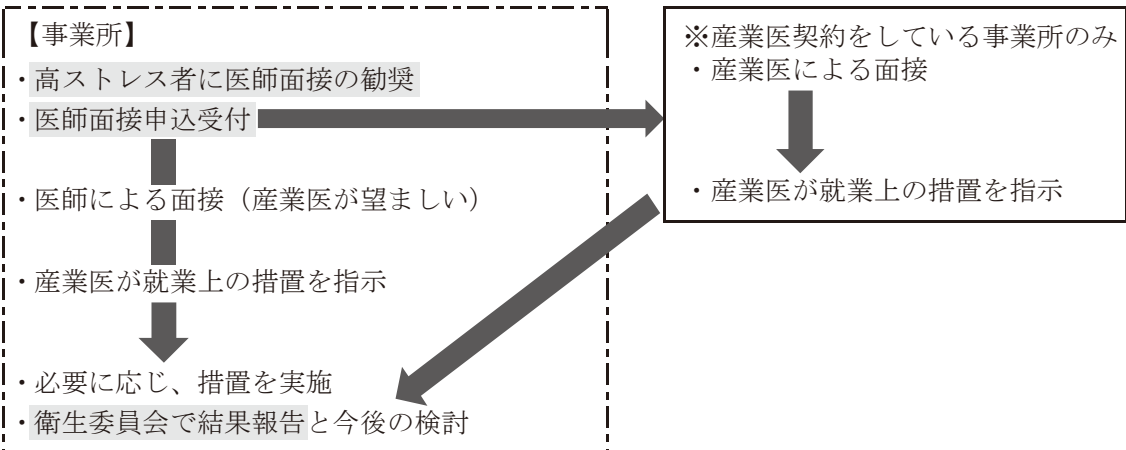 【事業所】
・高ストレス者に医師面接の勧奨
・医師面接申込受付
・医師による面接（産業医が望ましい）
・産業医が就業上の措置を指示
・必要に応じ、措置を実施
・衛生委員会で結果報告と今後の検討
※産業医契約をしている事業所のみ
・産業医による面接
・産業医が就業上の措置を指示